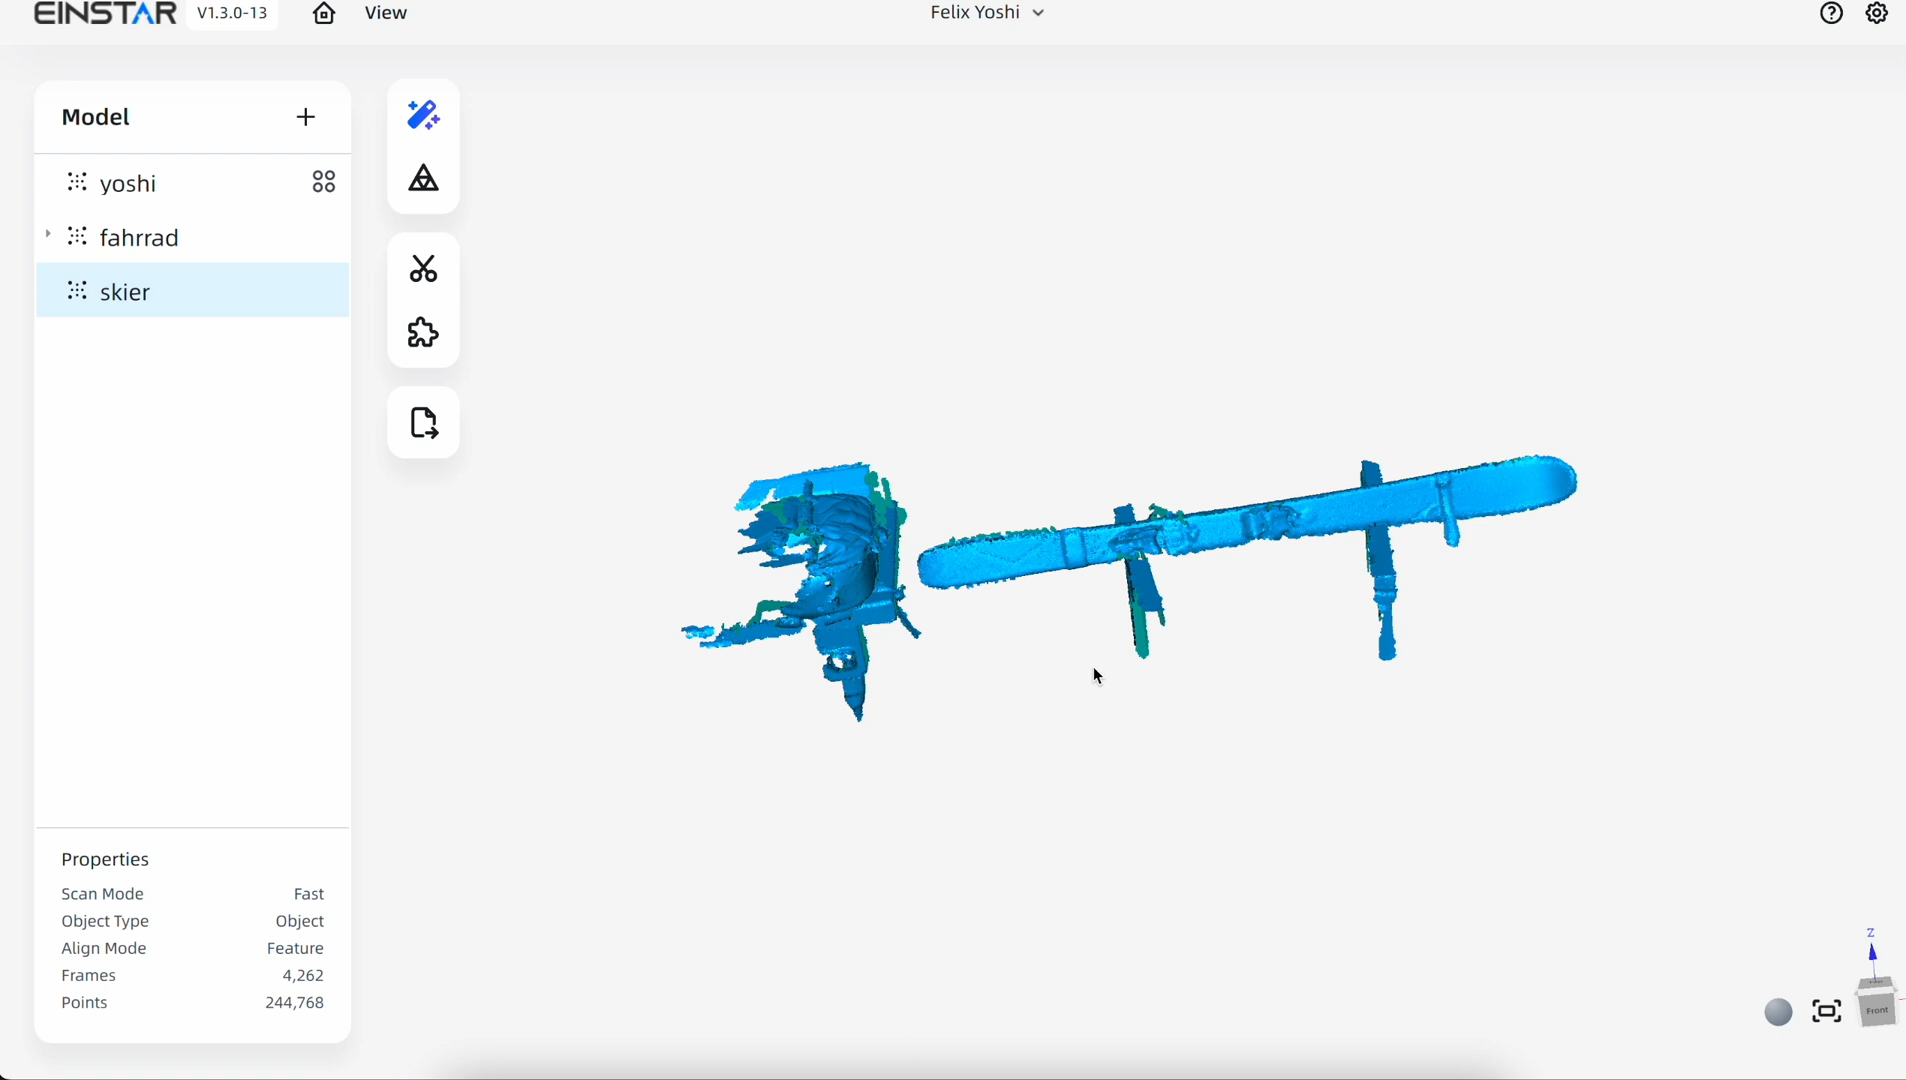 EINSTAR V1.3.0-13 View Felix Yoshi
Model
yoshi
fahrrad
skier
Properties
Scan Mode Fast
Object Type Object
Align Mode Feature
Frames 4,262
Points 244,768
Z
Front